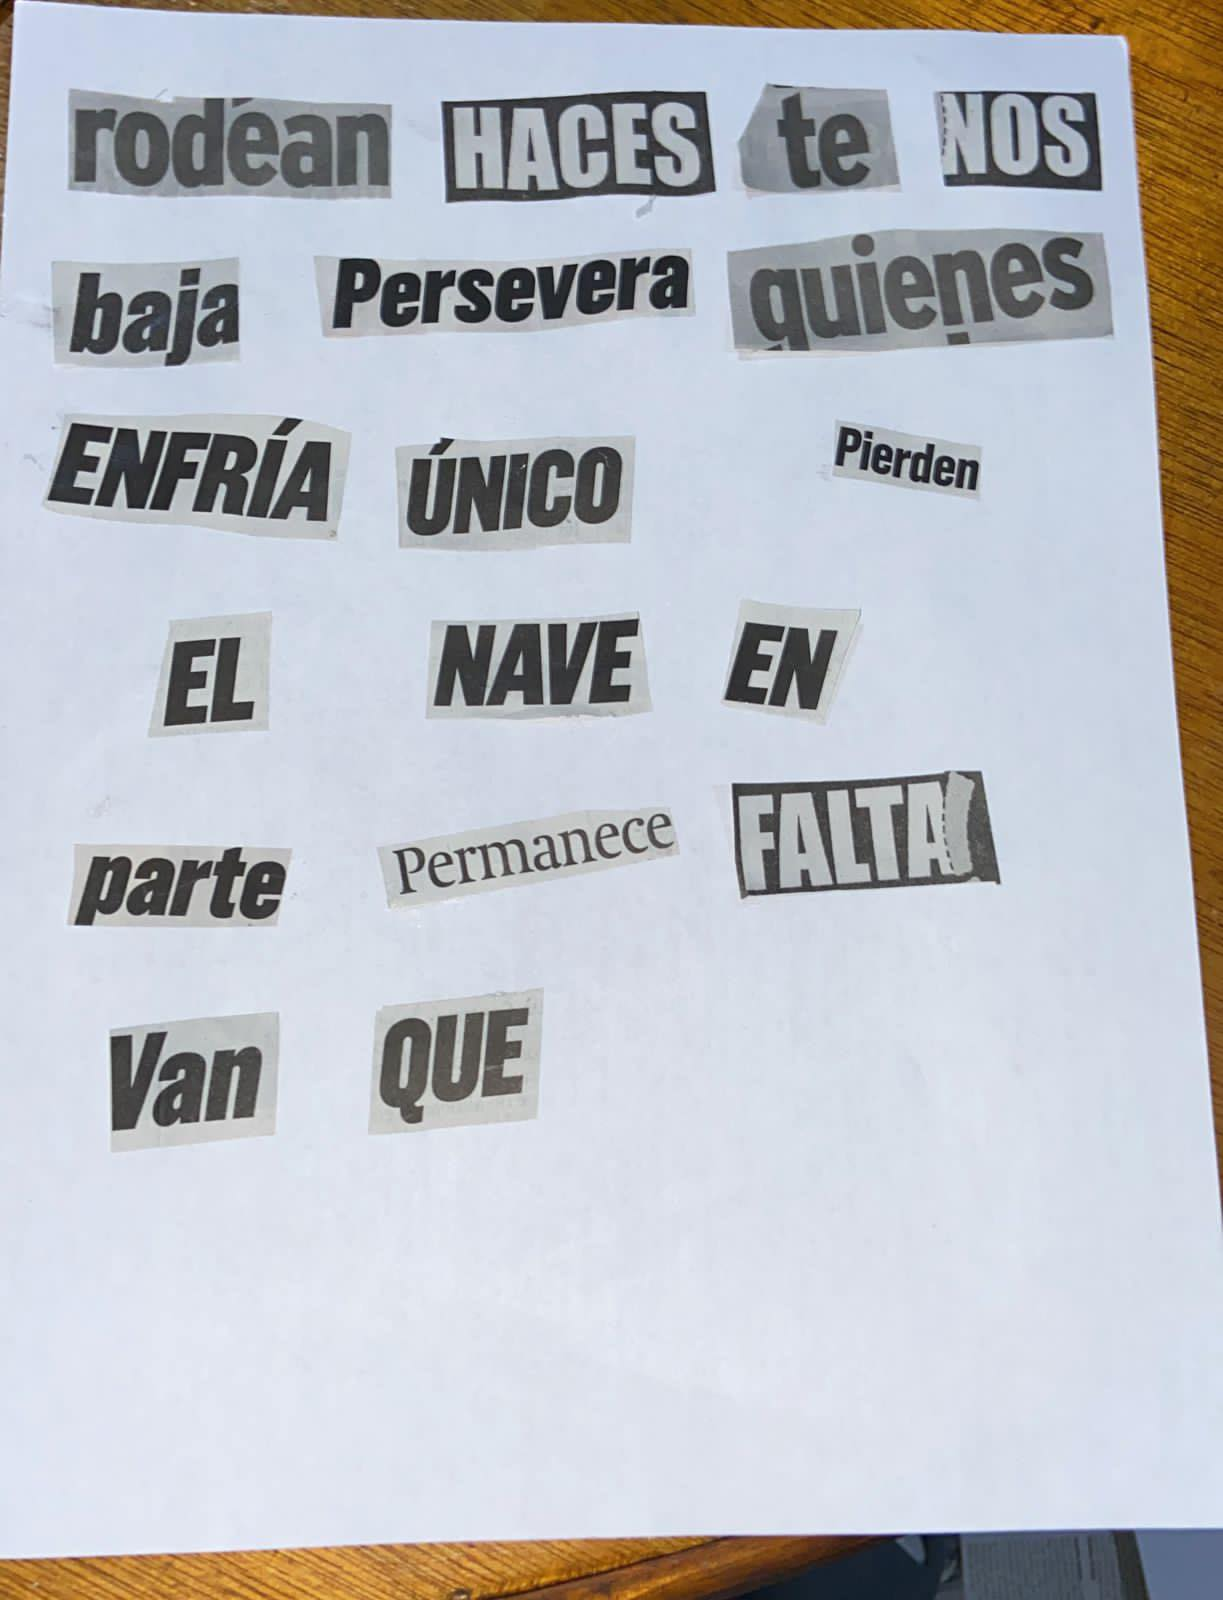 rodean HACES te NOS
baja Persevera quienes
ENFRÍA ÚNICO Pierden
EL NAVE EN
parte Permanece FALTA
Van QUE